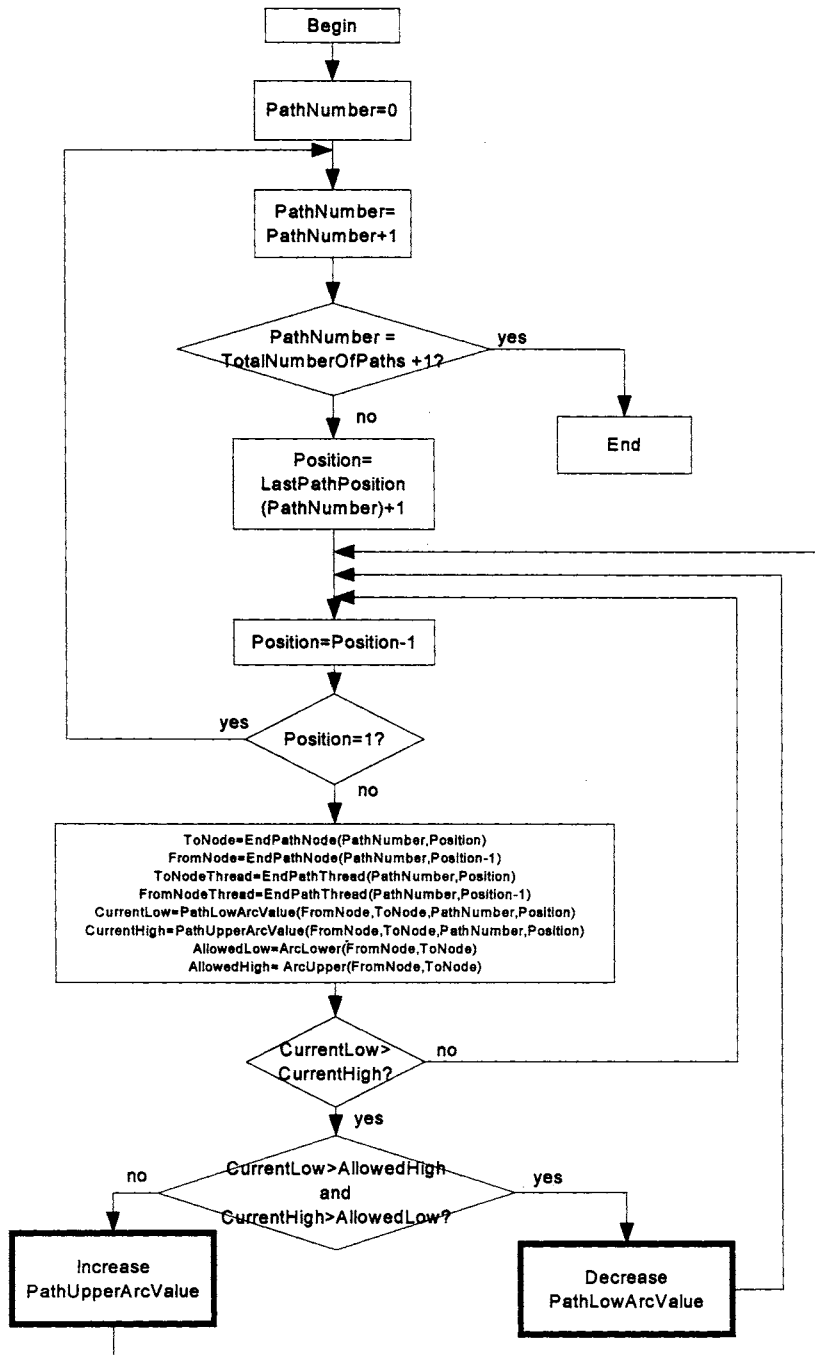 Begin
PathNumber=0
PathNumber=
PathNumber+1
PathNumber =
TotalNumberOfPaths +1?
yes
no
End
Position=
LastPathPosition
(PathNumber)+1
Position=Position-1
yes
Position=1?
no
ToNode=EndPathNode(PathNumber,Position)
FromNode=EndPathNode(PathNumber,Position-1)
ToNodeThread=EndPathThread(PathNumber,Position)
FromNodeThread=EndPathThread(PathNumber,Position-1)
CurrentLow=PathLowArcValue(FromNode,ToNode,PathNumber,Position)
CurrentHigh=PathUpperArcValue(FromNode,ToNode,PathNumber,Position)
AllowedLow=ArcLower(FromNode,ToNode)
AllowedHigh= ArcUpper(FromNode,ToNode)
CurrentLow>
CurrentHigh?
no
yes
CurrentLow>AllowedHigh
and
CurrentHigh>AllowedLow?
no
yes
Increase
PathUpperArcValue
Decrease
PathLowArcValue